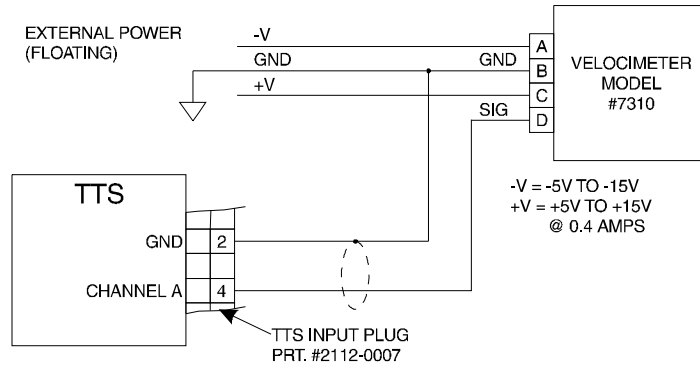 EXTERNAL POWER
(FLOATING)
-V
GND
GND
+V
SIG
A
B
C
D
VELOCIMETER
MODEL
#7310
-V = -5V TO -15V
+V = +5V TO +15V
@ 0.4 AMPS
TTS
GND
2
CHANNEL A
4
TTS INPUT PLUG
PRT. #2112-0007